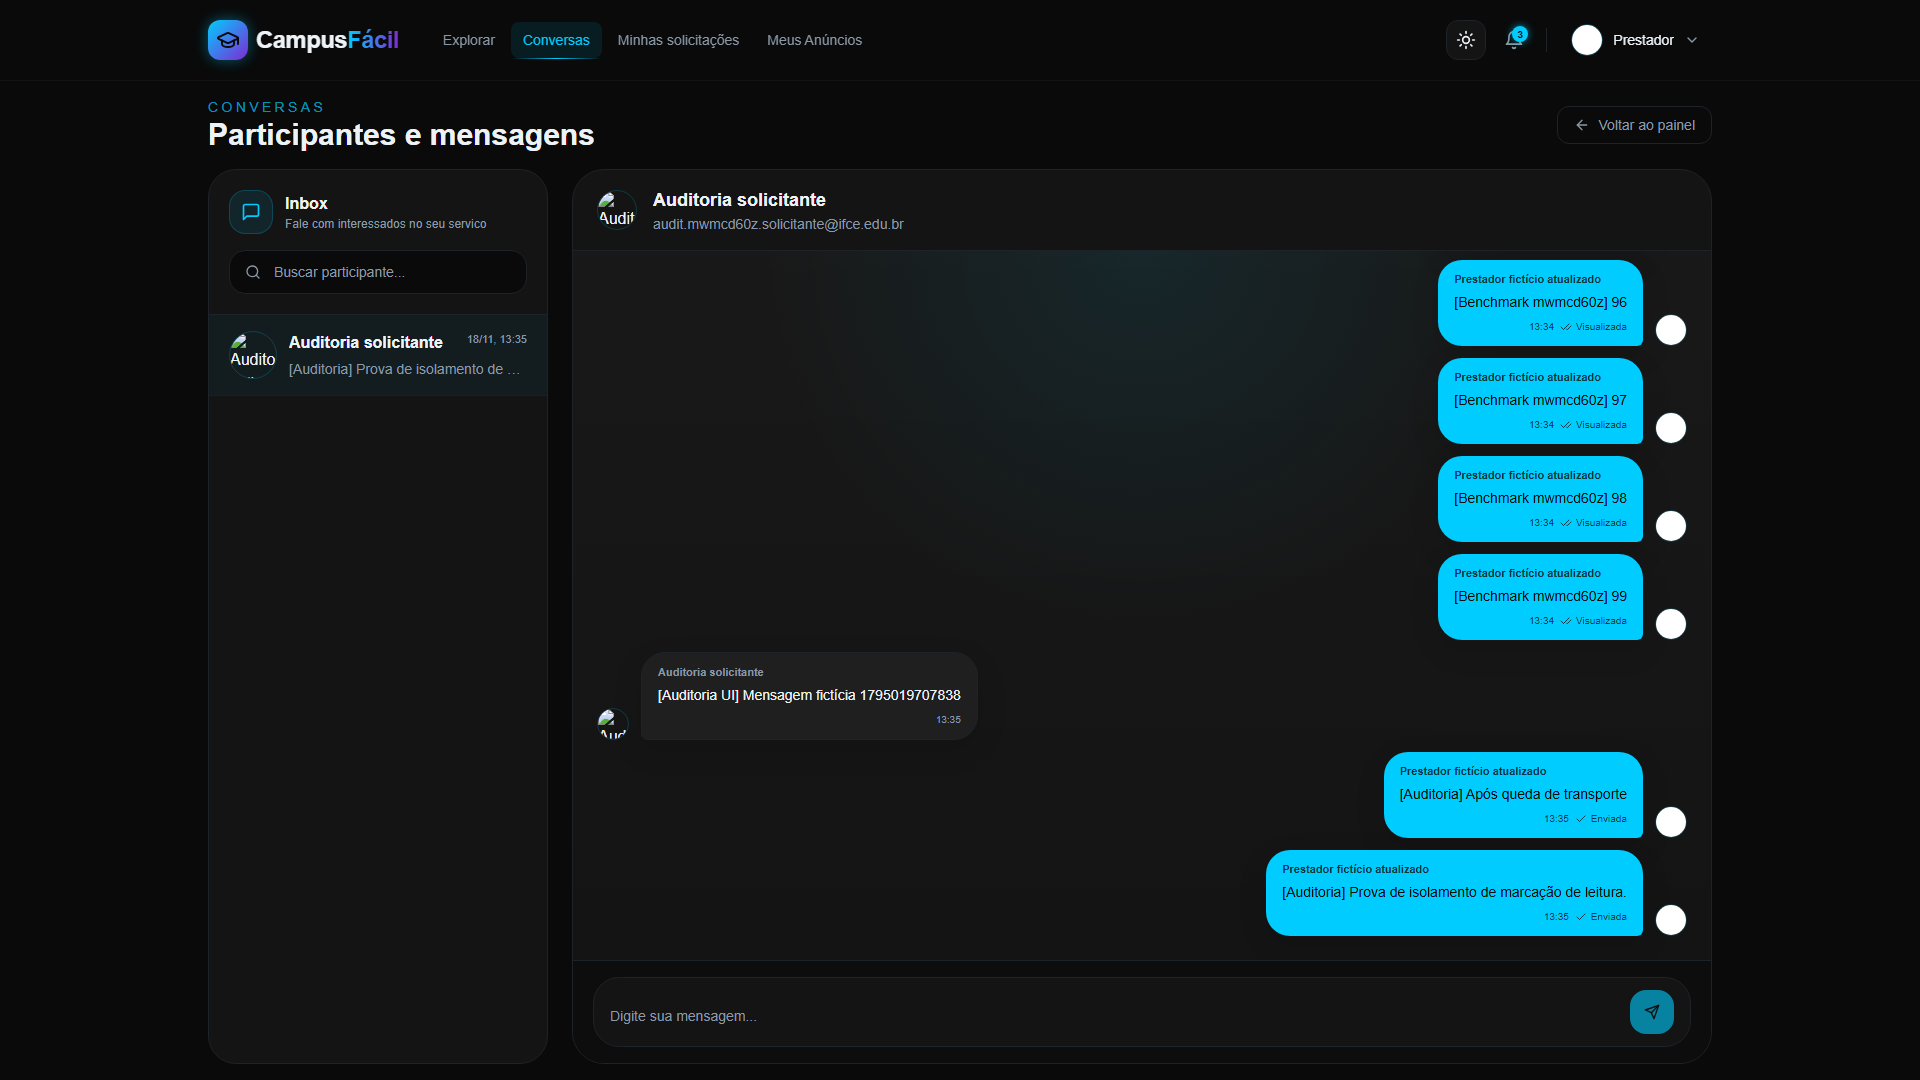 CampusFácil
Explorar
Conversas
Minhas solicitações
Meus Anúncios
3
Prestador
CONVERSAS
Participantes e mensagens
Voltar ao painel
Inbox
Fale com interessados no seu servico
Buscar participante...
Audito
Auditoria solicitante
18/11, 13:35
[Auditoria] Prova de isolamento de …
Audit
Auditoria solicitante
audit.mwmcd60z.solicitante@ifce.edu.br
Prestador fictício atualizado
[Benchmark mwmcd60z] 96
13:34 Visualizada
Prestador fictício atualizado
[Benchmark mwmcd60z] 97
13:34 Visualizada
Prestador fictício atualizado
[Benchmark mwmcd60z] 98
13:34 Visualizada
Prestador fictício atualizado
[Benchmark mwmcd60z] 99
13:34 Visualizada
Auditoria solicitante
[Auditoria UI] Mensagem fictícia 1795019707838
13:35
Aud
Prestador fictício atualizado
[Auditoria] Após queda de transporte
13:35 Enviada
Prestador fictício atualizado
[Auditoria] Prova de isolamento de marcação de leitura.
13:35 Enviada
Digite sua mensagem...